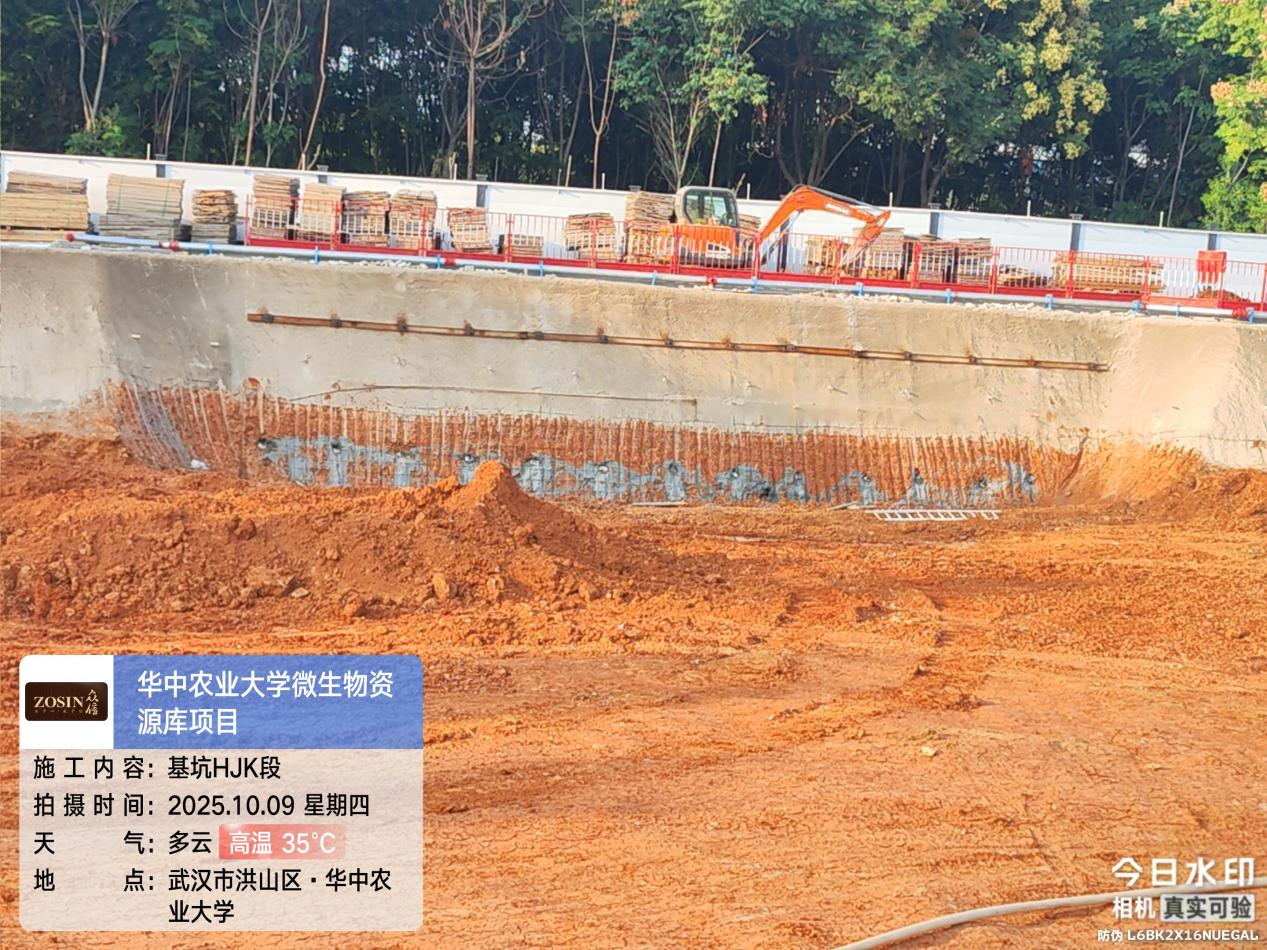 ZOSIN 众信
华中农业大学微生物资
源库项目
施工内容：基坑HJK段
拍摄时间：2025.10.09 星期四
天气：多云 高温 35°C
地点：武汉市洪山区·华中农
业大学
今日水印
相机 真实可验
防伪 L6BK2X16NUEGAL